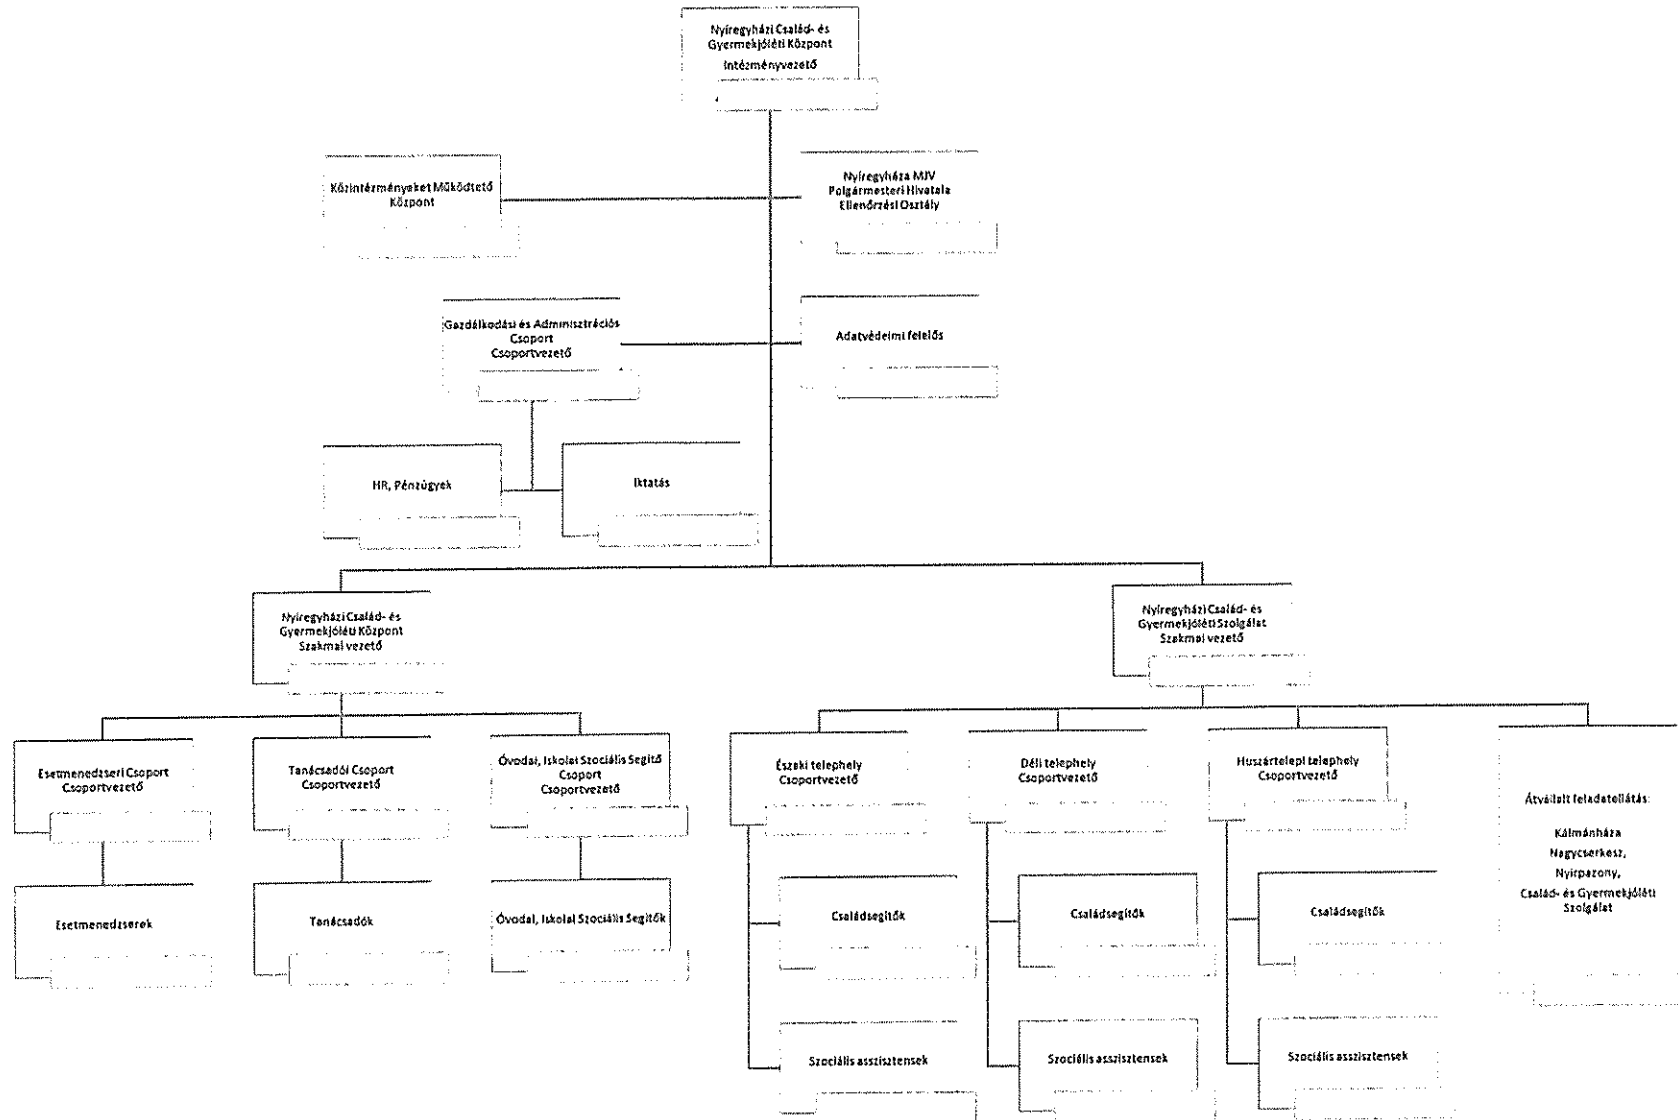 Nyíregyházi Család- és
Gyermekjóléti Központ
Intézményvezető
Közintézményeket Működtető
Központ
Nyíregyháza MJV
Polgármesteri Hivatala
Ellenőrzési Osztály
Gazdálkodási és Adminisztrációs
Csoport
Csoportvezető
Adatvédelmi felelős
HR, Pénzügyek
Iktatás
Nyíregyházi Család- és
Gyermekjóléti Központ
Szakmai vezető
Nyíregyházi Család- és
Gyermekjóléti Szolgálat
Szakmai vezető
Esetmenedzseri Csoport
Csoportvezető
Tanácsadói Csoport
Csoportvezető
Óvodai, Iskolai Szociális Segítő
Csoport
Csoportvezető
Északi telephely
Csoportvezető
Déli telephely
Csoportvezető
Huszártelepi telephely
Csoportvezető
Átvállalt feladatellátás:
Kálmánháza
Nagycserkesz,
Nyírpazony,
Család- és Gyermekjóléti
Szolgálat
Esetmenedzserek
Tanácsadók
Óvodai, Iskolai Szociális Segítők
Családsegítők
Családsegítők
Családsegítők
Szociális asszisztensek
Szociális asszisztensek
Szociális asszisztensek